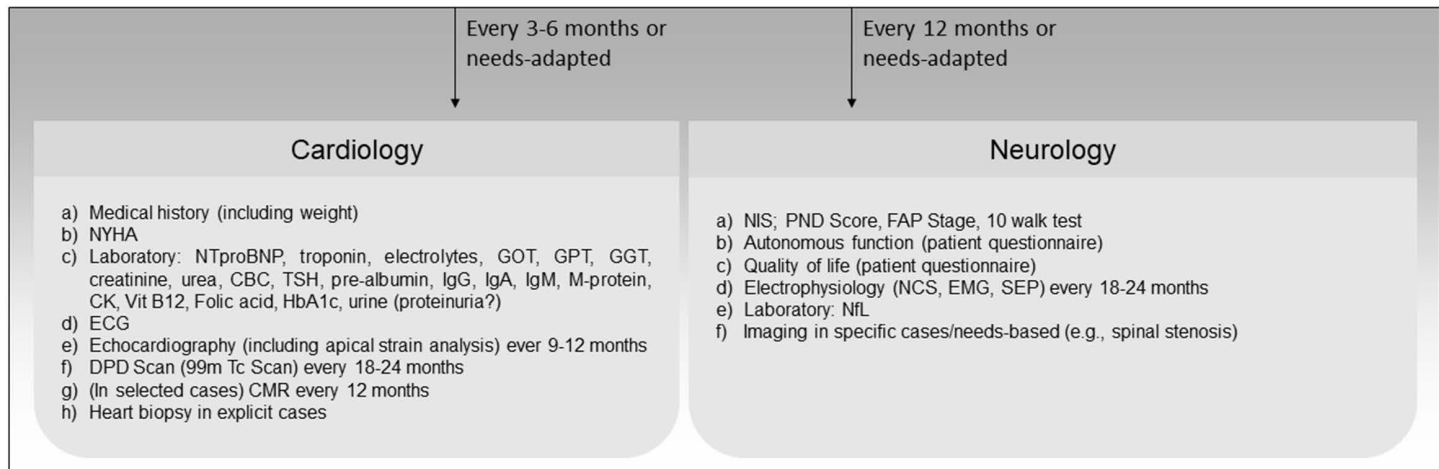 Every 3-6 months or
needs-adapted
Every 12 months or
needs-adapted
Cardiology
a) Medical history (including weight)
b) NYHA
c) Laboratory: NTproBNP, troponin, electrolytes, GOT, GPT, GGT,
creatinine, urea, CBC, TSH, pre-albumin, IgG, IgA, IgM, M-protein,
CK, Vit B12, Folic acid, HbA1c, urine (proteinuria?)
d) ECG
e) Echocardiography (including apical strain analysis) ever 9-12 months
f) DPD Scan (99m Tc Scan) every 18-24 months
g) (In selected cases) CMR every 12 months
h) Heart biopsy in explicit cases
Neurology
a) NIS; PND Score, FAP Stage, 10 walk test
b) Autonomous function (patient questionnaire)
c) Quality of life (patient questionnaire)
d) Electrophysiology (NCS, EMG, SEP) every 18-24 months
e) Laboratory: NfL
f) Imaging in specific cases/needs-based (e.g., spinal stenosis)